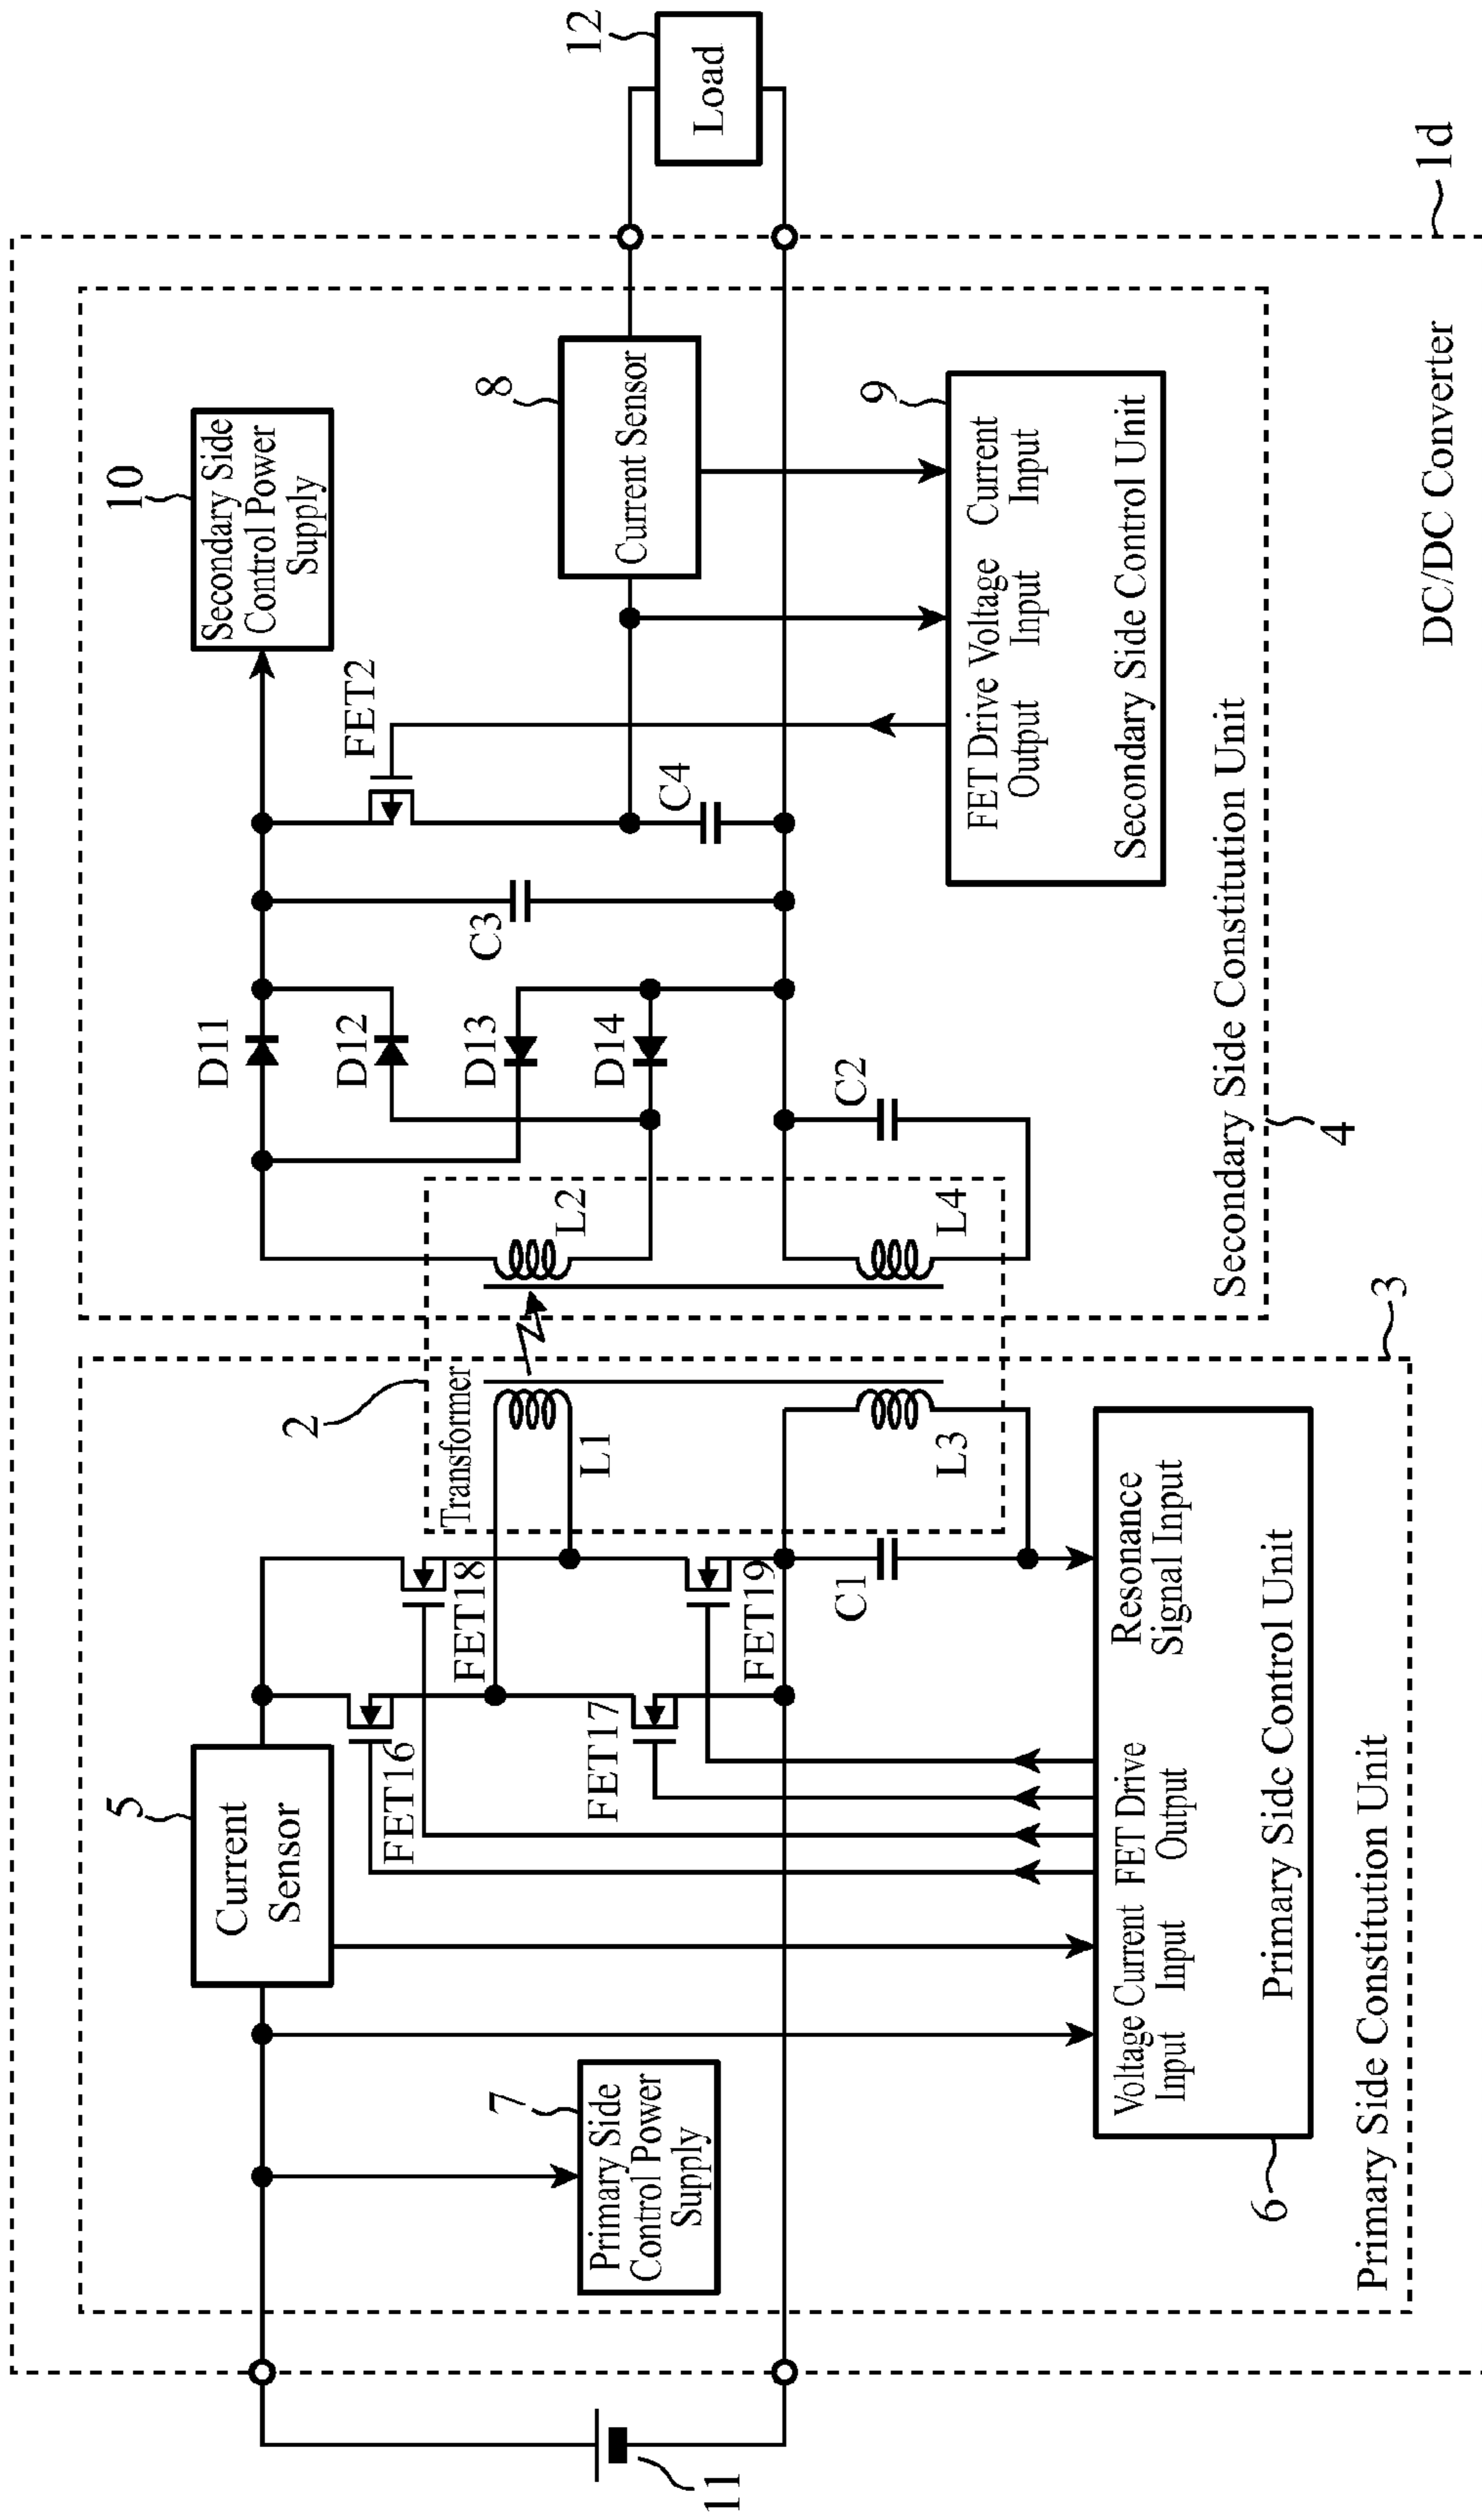 11
5
Current
Sensor
7
Primary Side
Control Power
Supply
FET16
FET18
FET17
FET19
C1
2
Transformer
L1
L3
L2
L4
Voltage
Input
Current
Input
FET Drive
Output
Resonance
Signal Input
Primary Side Control Unit
6
Primary Side Constitution Unit
3
D11
D12
D13
D14
C2
C3
C4
FET2
10
Secondary Side
Control Power
Supply
8
Current Sensor
9
FET Drive
Output
Voltage
Input
Current
Input
Secondary Side Control Unit
Secondary Side Constitution Unit
4
12
Load
DC/DC Converter
1d